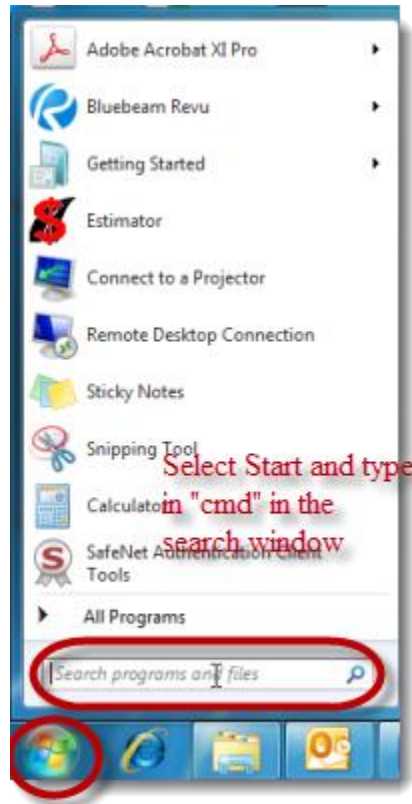 Adobe Acrobat XI Pro
Bluebeam Revu
Getting Started
Estimator
Connect to a Projector
Remote Desktop Connection
Sticky Notes
Snipping Tool
Select Start and type
in "cmd" in the
search window
Calculator
SafeNet Authentication Client
Tools
All Programs
Search programs and files